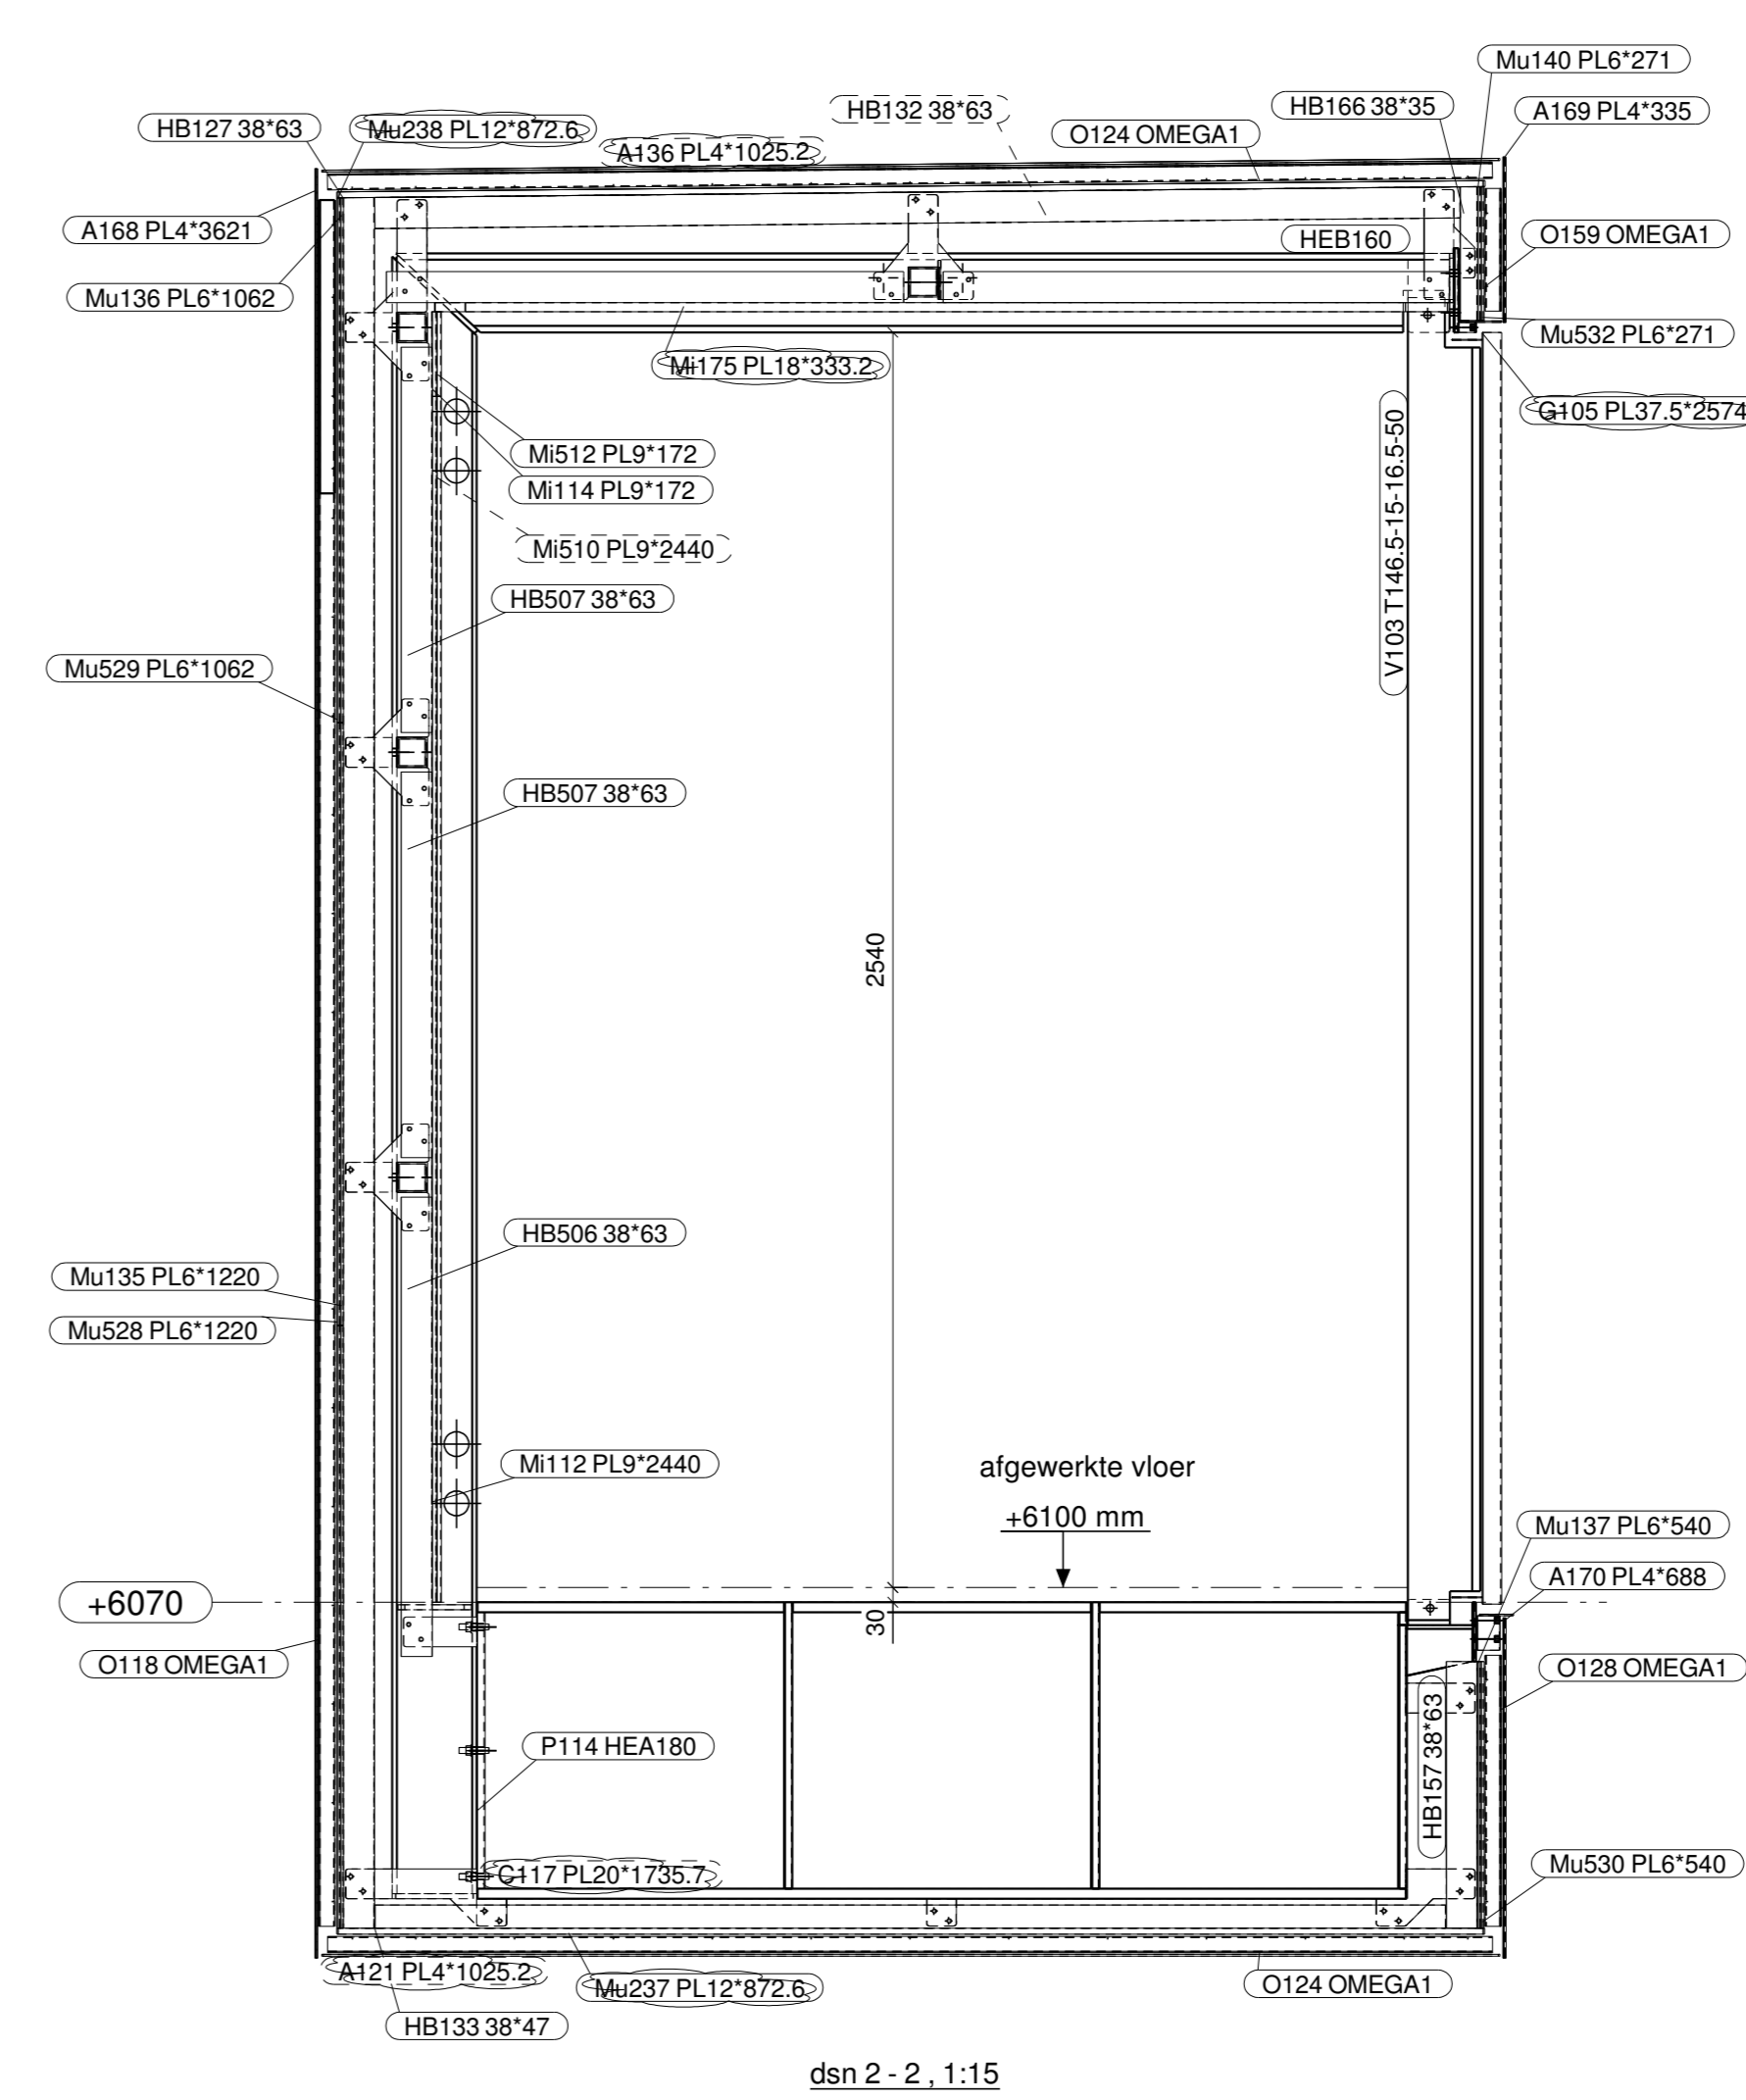 Mu140 PL6*271
HB132 38*63
HB166 38*35
A169 PL4*335
HB127 38*63
Mu238 PL12*872.6
A136 PL4*1025.2
O124 OMEGA1
A168 PL4*3621
HEB160
O159 OMEGA1
Mu136 PL6*1062
Mu532 PL6*271
Mi175 PL18*333.2
G105 PL37.5*2574
Mi512 PL9*172
Mi114 PL9*172
V103 T146.5-15-16.5-50
Mi510 PL9*2440
HB507 38*63
Mu529 PL6*1062
HB507 38*63
2540
HB506 38*63
Mu135 PL6*1220
Mu528 PL6*1220
Mi112 PL9*2440
afgewerkte vloer
+6100 mm
Mu137 PL6*540
A170 PL4*688
+6070
30
O118 OMEGA1
O128 OMEGA1
P114 HEA180
HB157 38*63
C117 PL20*1735.7
Mu530 PL6*540
A121 PL4*1025.2
Mu237 PL12*872.6
O124 OMEGA1
HB133 38*47
dsn 2 - 2 , 1:15